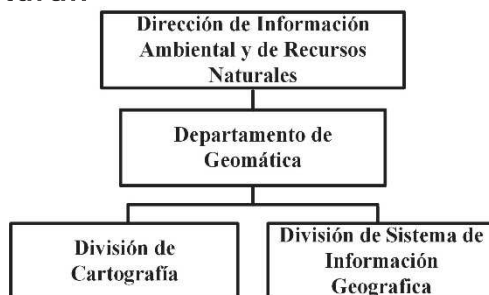 Dirección de Información
Ambiental y de Recursos
Naturales
Departamento de
Geomática
División de
Cartografía
División de Sistema de
Información
Geografica